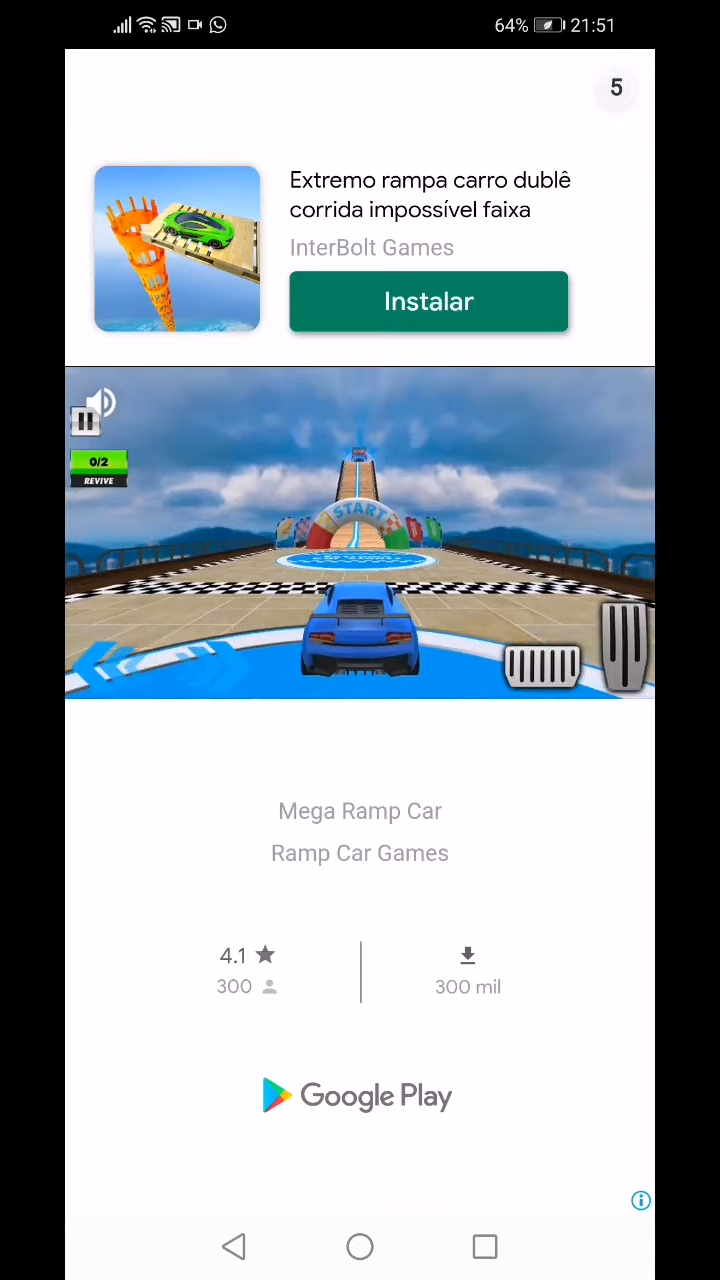 64% 21:51
5
Extremo rampa carro dublê
corrida impossível faixa
InterBolt Games
Instalar
0/2
REVIVE
START
Mega Ramp Car
Ramp Car Games
4.1
300
300 mil
Google Play